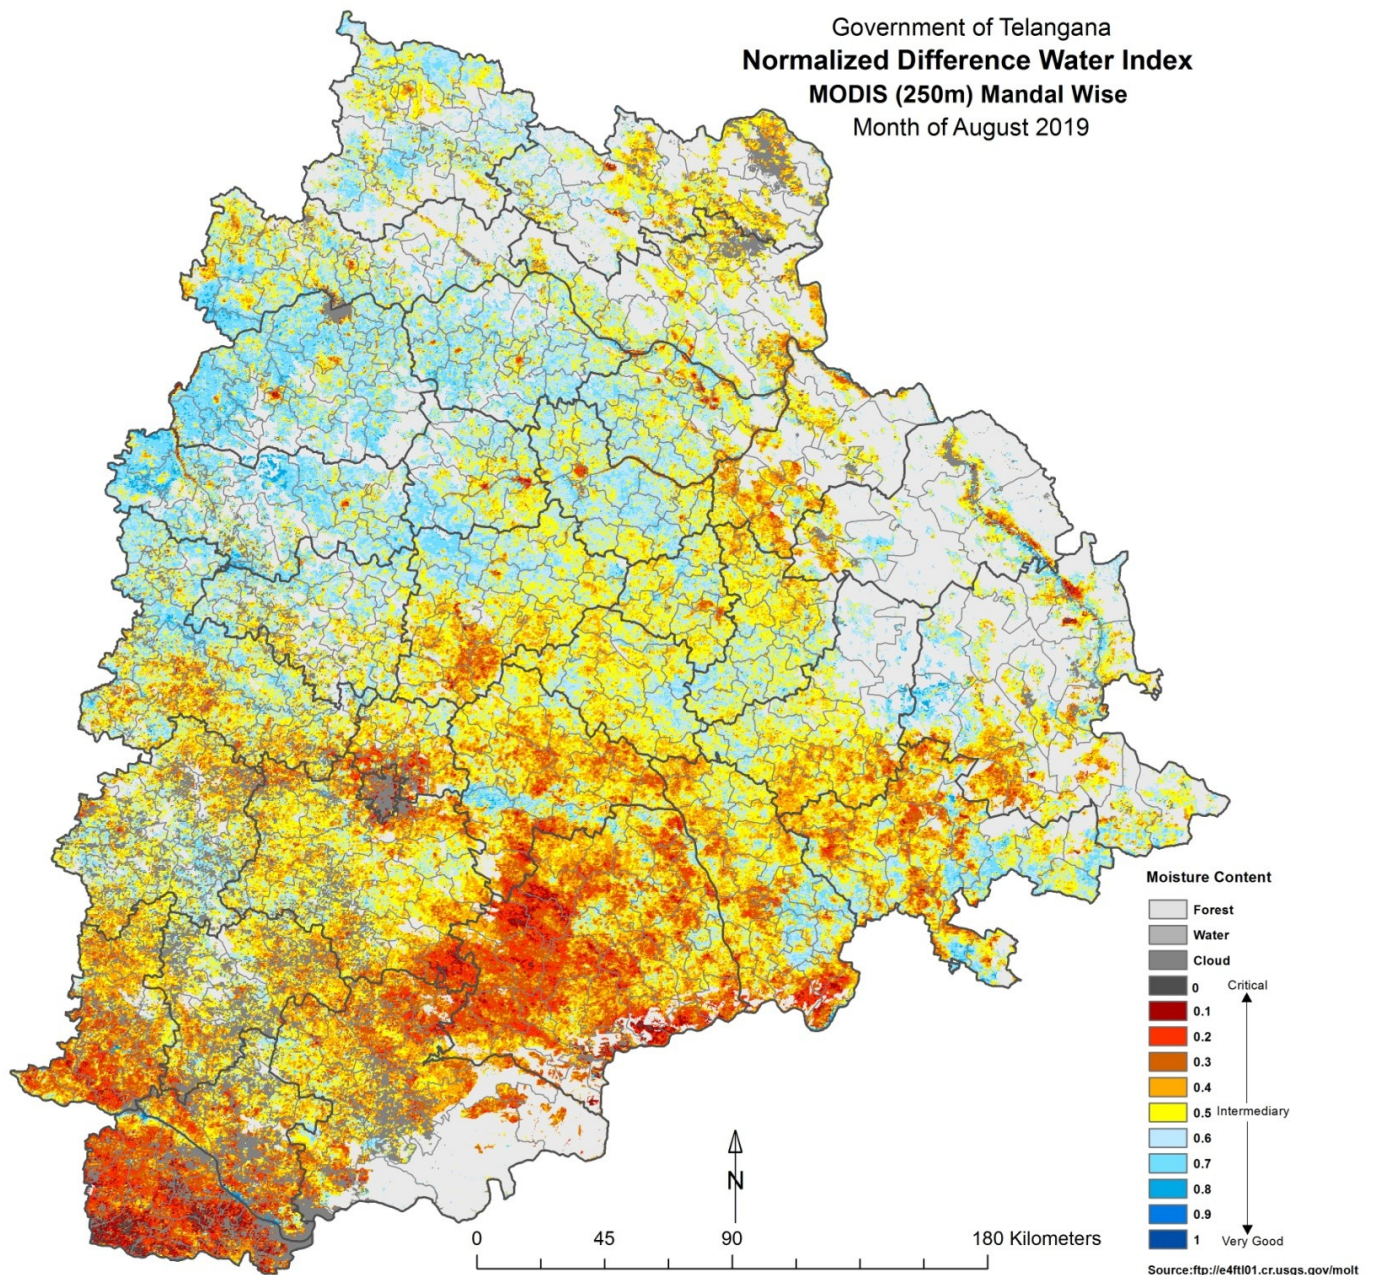 Government of Telangana
Normalized Difference Water Index
MODIS (250m) Mandal Wise
Month of August 2019
Moisture Content
Forest
Water
Cloud
0 Critical
0.1
0.2
0.3
0.4
0.5 Intermediary
0.6
0.7
0.8
0.9
1 Very Good
N
0 45 90 180 Kilometers
Source:ftp://e4ftl01.cr.usgs.gov/molt